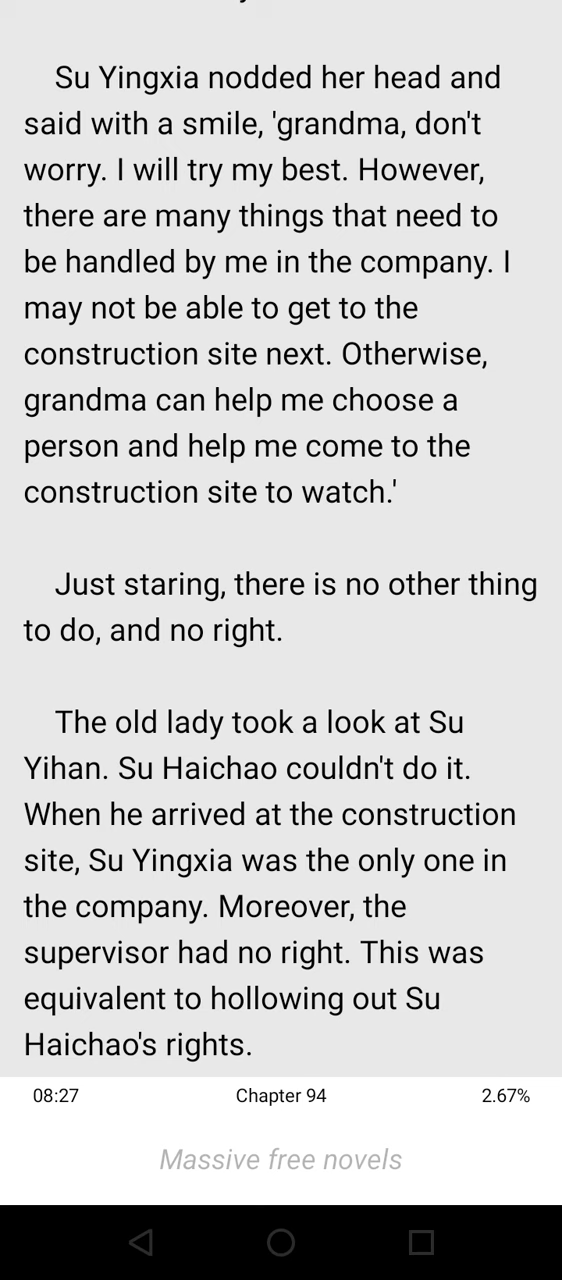 Su Yingxia nodded her head and
said with a smile, 'grandma, don't
worry. I will try my best. However,
there are many things that need to
be handled by me in the company. I
may not be able to get to the
construction site next. Otherwise,
grandma can help me choose a
person and help me come to the
construction site to watch.'
Just staring, there is no other thing
to do, and no right.
The old lady took a look at Su
Yihan. Su Haichao couldn't do it.
When he arrived at the construction
site, Su Yingxia was the only one in
the company. Moreover, the
supervisor had no right. This was
equivalent to hollowing out Su
Haichao's rights.
08:27 Chapter 94 2.67%
Massive free novels